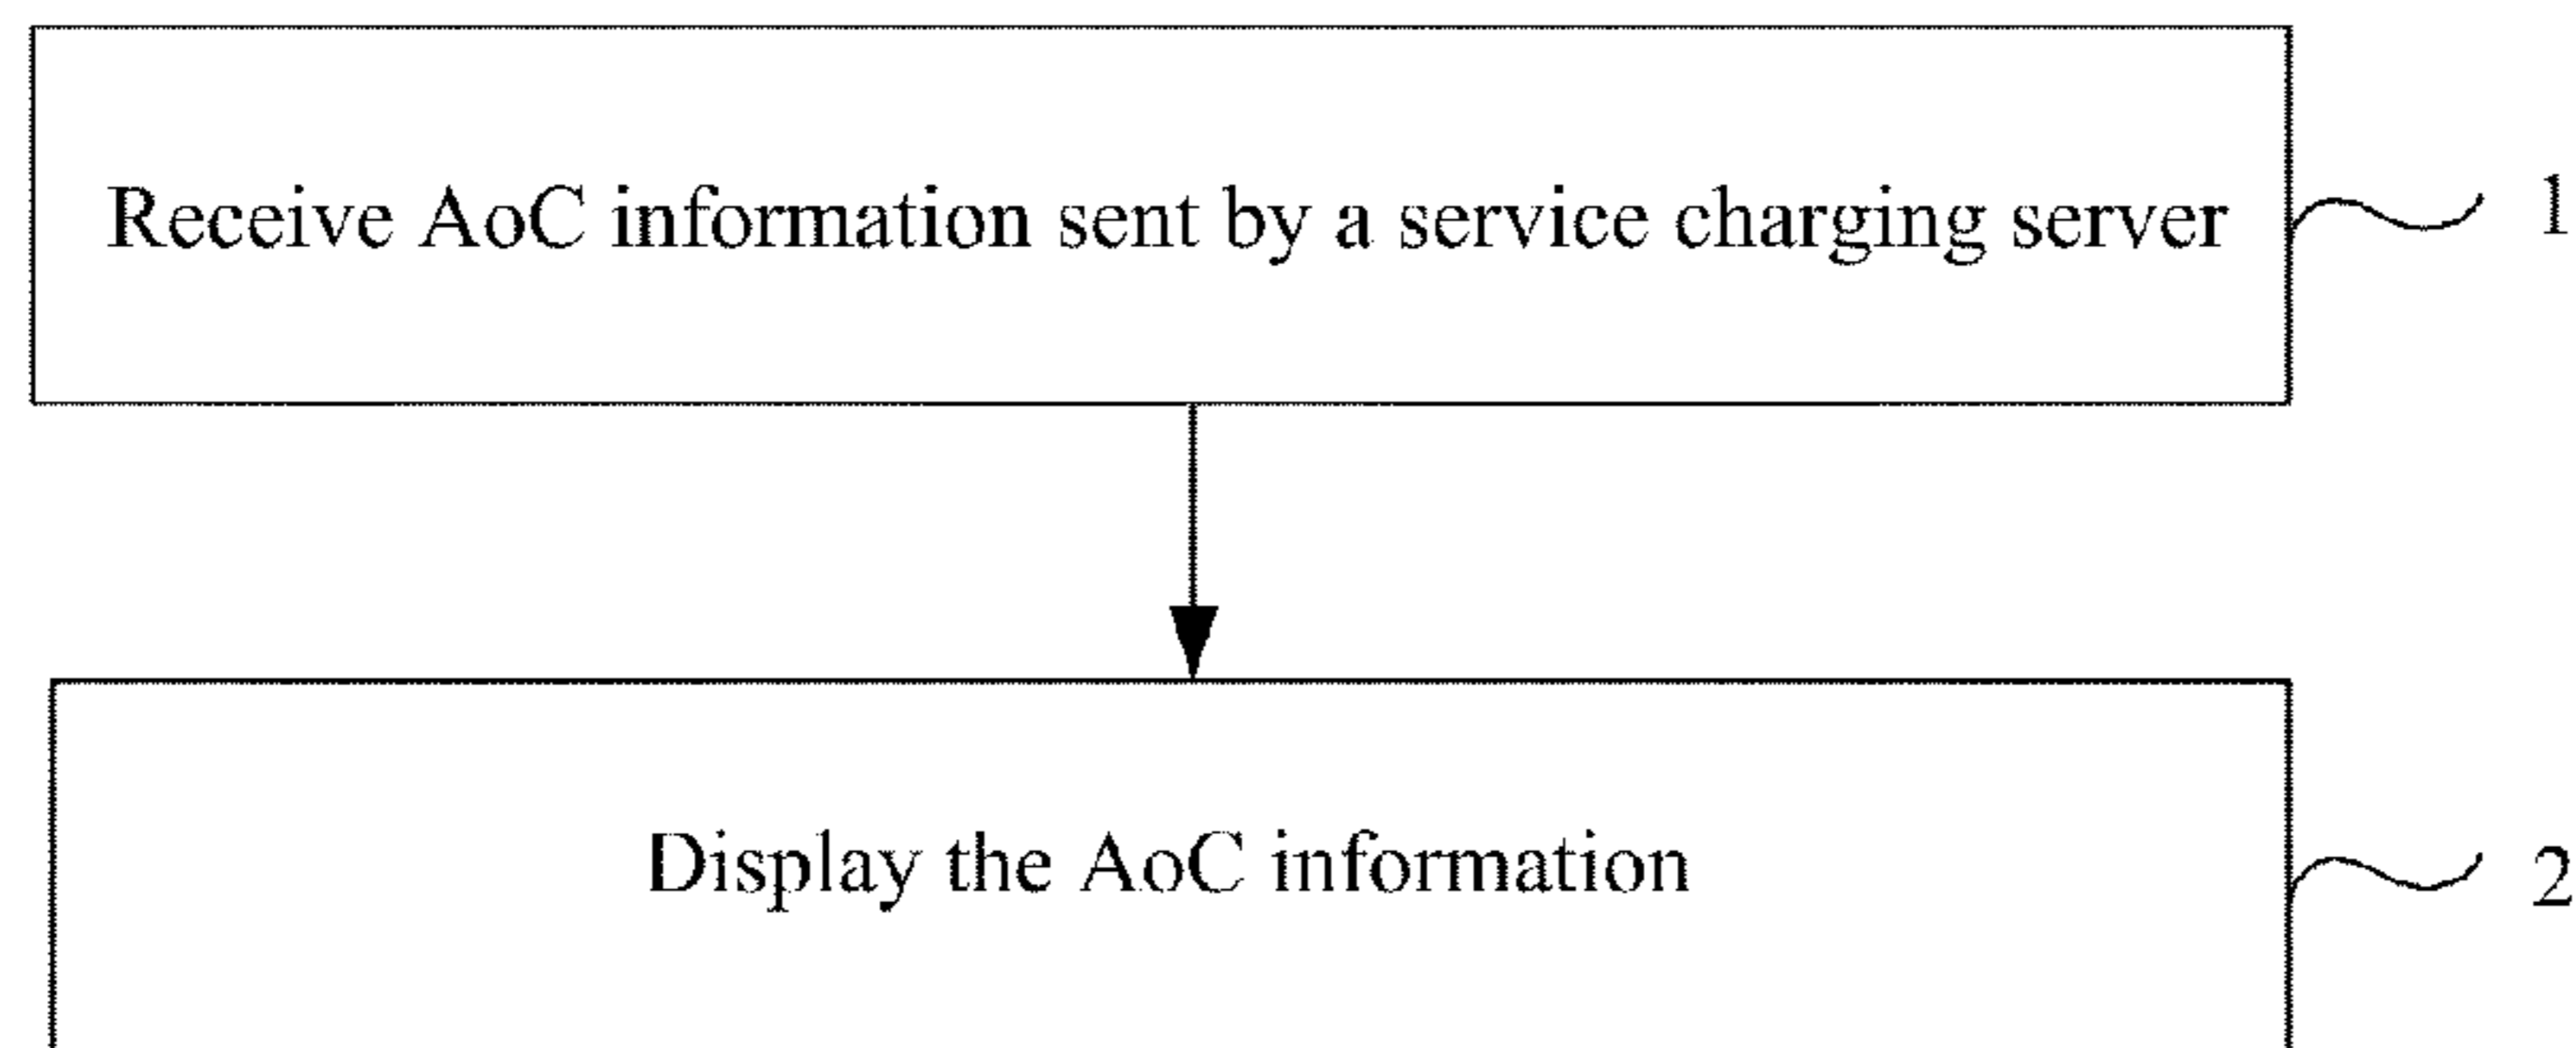 Receive AoC information sent by a service charging server
1
Display the AoC information
2